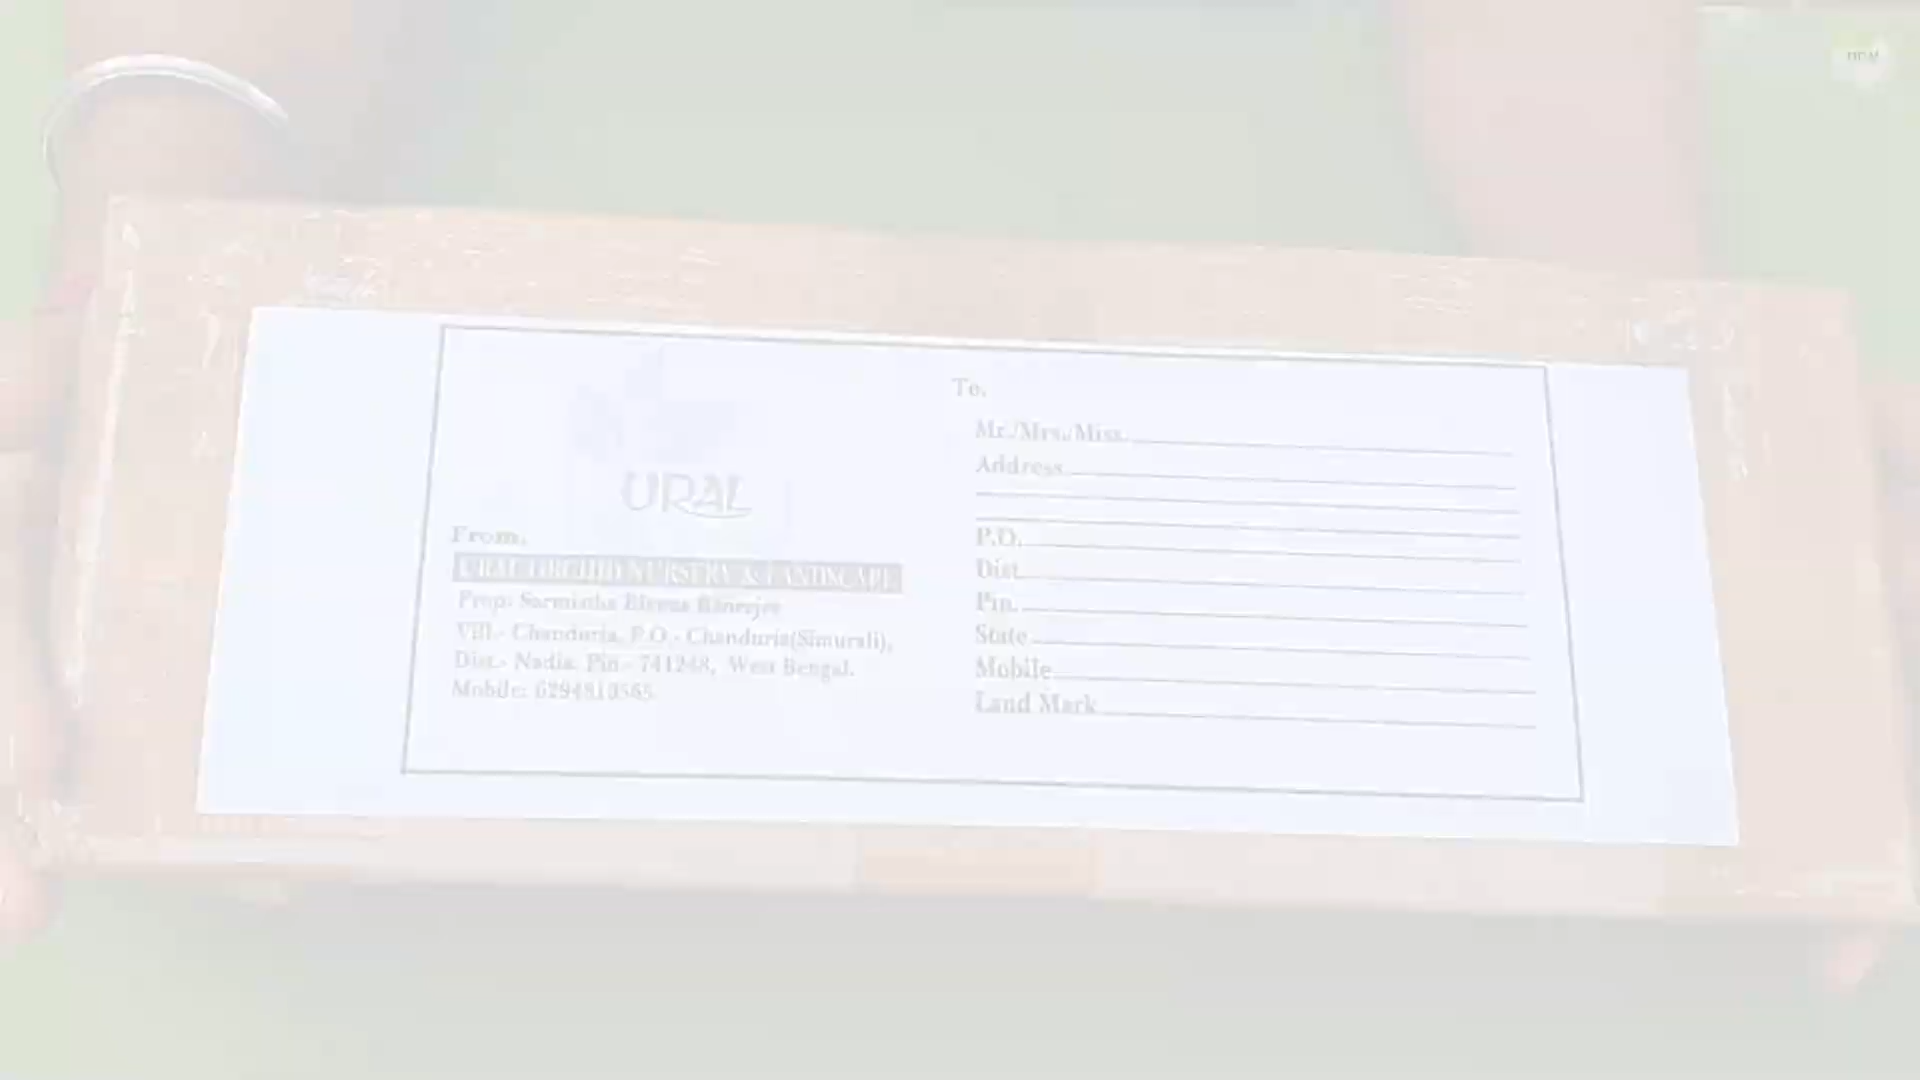 URAL
From,
URAL ORCHID NURSERY & LANDSCAPE
Prop: Sarmistha Biswas Banerjee
Vill.- Chanduria, P.O.- Chanduria(Simurali),
Dist.- Nadia, Pin.- 741248, West Bengal.
Mobile:
To,
Mr./Mrs./Miss
Address
P.O.
Dist.
Pin.
State
Mobile
Land Mark